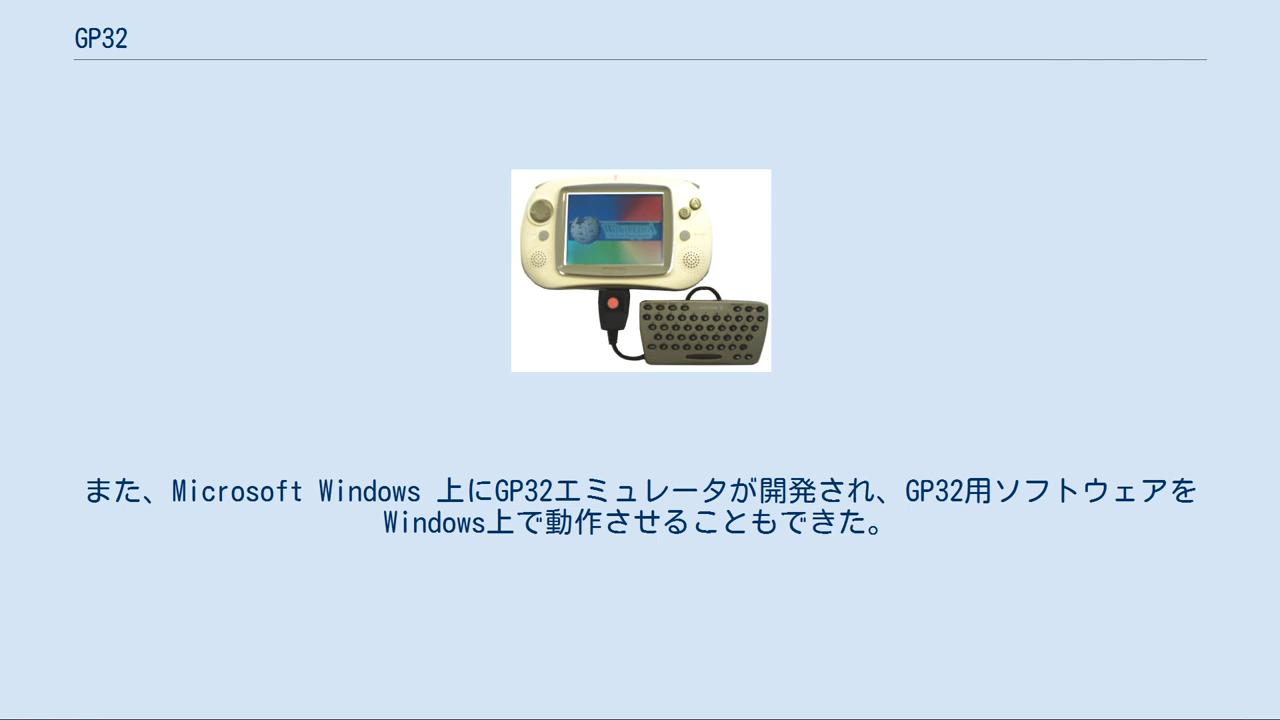 GP32
WIKIPEDIA
また、Microsoft Windows 上にGP32エミュレータが開発され、GP32用ソフトウェアを
Windows上で動作させることもできた。